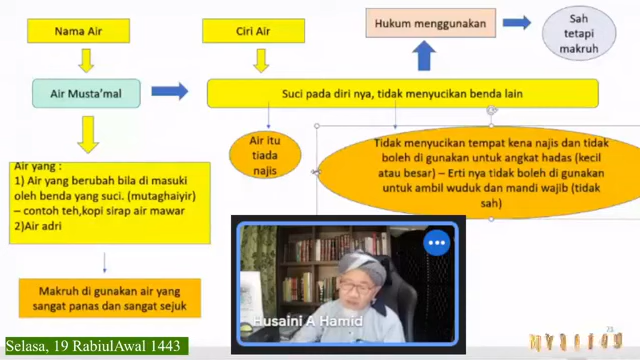 Nama Air
Ciri Air
Hukum menggunakan
Sah
tetapi
makruh
Air Musta'mal
Suci pada diri nya, tidak menyucikan benda lain
Air itu
tiada
najis
Tidak menyucikan tempat kena najis dan tidak
boleh di gunakan untuk angkat hadas (kecil
atau besar) – Erti nya tidak boleh di gunakan
untuk ambil wuduk dan mandi wajib (tidak
sah)
Air yang :
1) Air yang berubah bila di masuki
oleh benda yang suci. (mutaghaiyir)
– contoh teh,kopi sirap air mawar
2)Air adri
Makruh di gunakan air yang
sangat panas dan sangat sejuk
Husaini A Hamid
Selasa, 19 RabiulAwal 1443